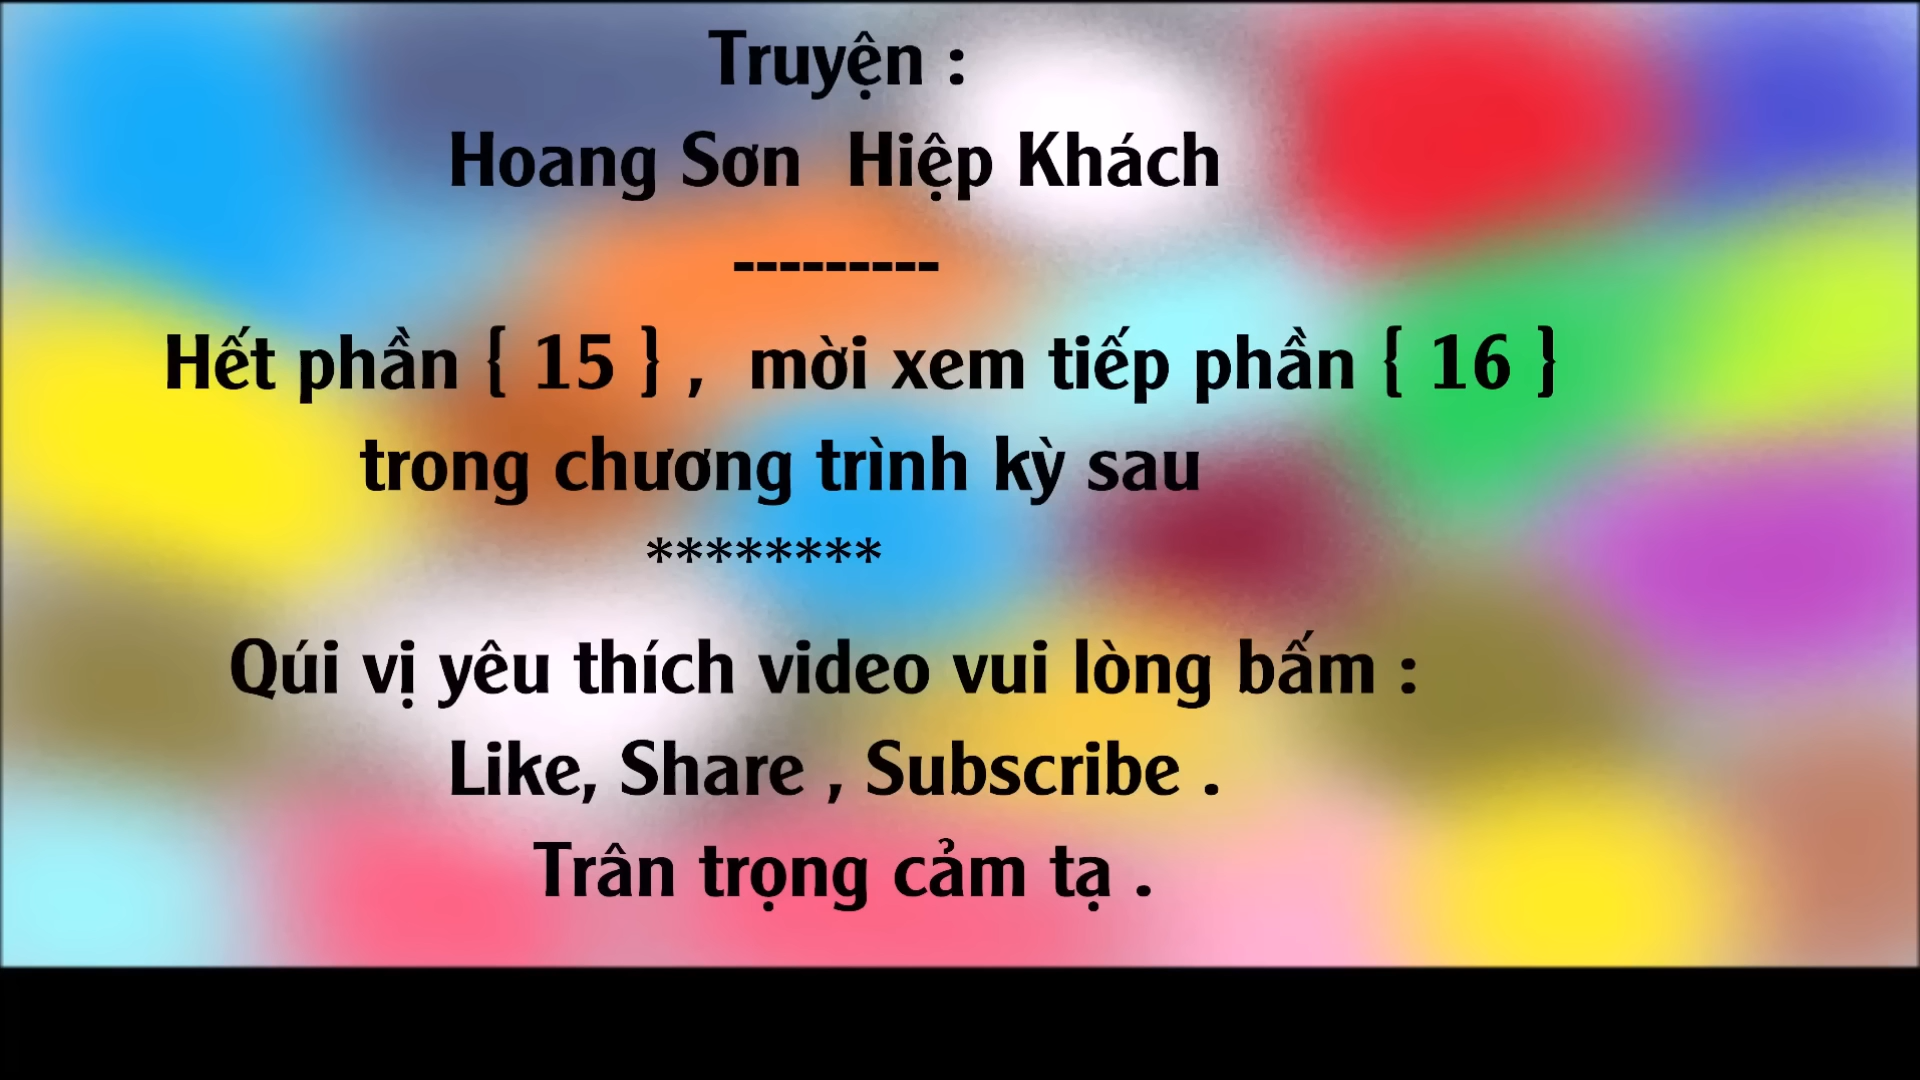 Truyện :
Hoang Sơn Hiệp Khách
---------
Hết phần { 15 } , mời xem tiếp phần { 16 }
trong chương trình kỳ sau
********
Qúi vị yêu thích video vui lòng bấm :
Like, Share , Subscribe .
Trân trọng cảm tạ .